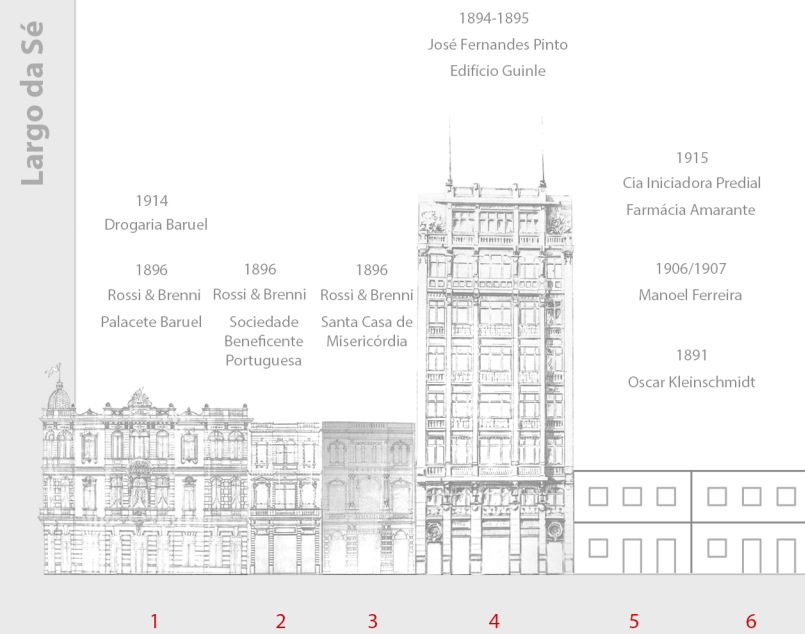 Largo da Sé
1914
Drogaria Baruel
1896
Rossi & Brenni
Palacete Baruel
1896
Rossi & Brenni
Sociedade
Beneficente
Portuguesa
1896
Rossi & Brenni
Santa Casa de
Misericórdia
1894-1895
José Fernandes Pinto
Edifício Guinle
1915
Cia Iniciadora Predial
Farmácia Amarante
1906/1907
Manoel Ferreira
1891
Oscar Kleinschmidt
1
2
3
4
5
6